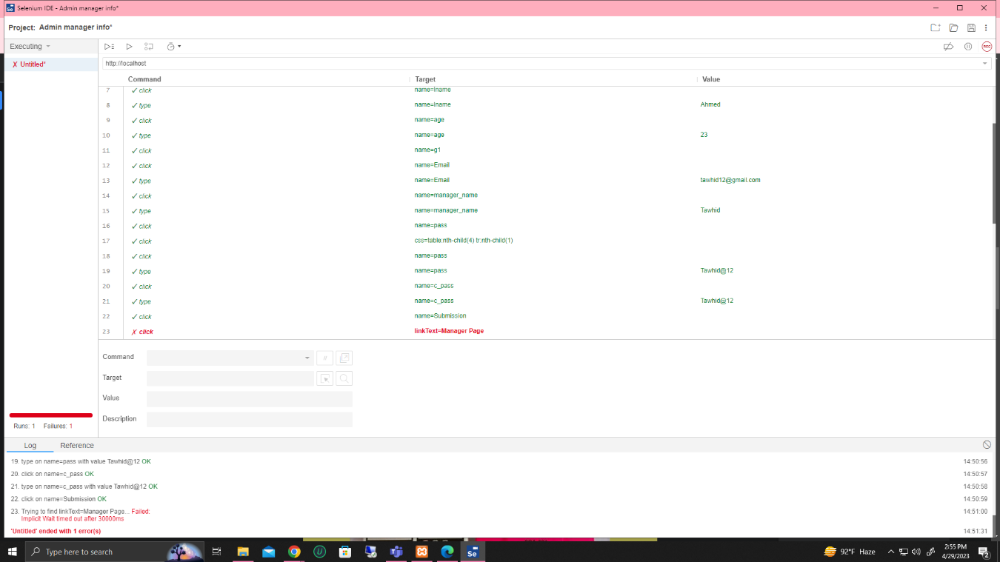 Selenium IDE - Admin manager info*
Project: Admin manager info*
Executing
REC
X Untitled*
http://localhost
Command Target Value
7 ✓ click name=lname
8 ✓ type name=lname Ahmed
9 ✓ click name=age
10 ✓ type name=age 23
11 ✓ click name=g1
12 ✓ click name=Email
13 ✓ type name=Email tawhid12@gmail.com
14 ✓ click name=manager_name
15 ✓ type name=manager_name Tawhid
16 ✓ click name=pass
17 ✓ click css=table:nth-child(4) tr:nth-child(1)
18 ✓ click name=pass
19 ✓ type name=pass Tawhid@12
20 ✓ click name=c_pass
21 ✓ type name=c_pass Tawhid@12
22 ✓ click name=Submission
23 ✗ click linkText=Manager Page
Command //
Target
Value
Description
Runs: 1 Failures: 1
Log Reference
19. type on name=pass with value Tawhid@12 OK 14:50:56
20. click on name=c_pass OK 14:50:57
21. type on name=c_pass with value Tawhid@12 OK 14:50:58
22. click on name=Submission OK 14:50:59
23. Trying to find linkText=Manager Page... Failed: 14:51:00
Implicit Wait timed out after 30000ms
'Untitled' ended with 1 error(s) 14:51:31
Type here to search
Se
92°F Haze
2:55 PM
4/29/2023
2